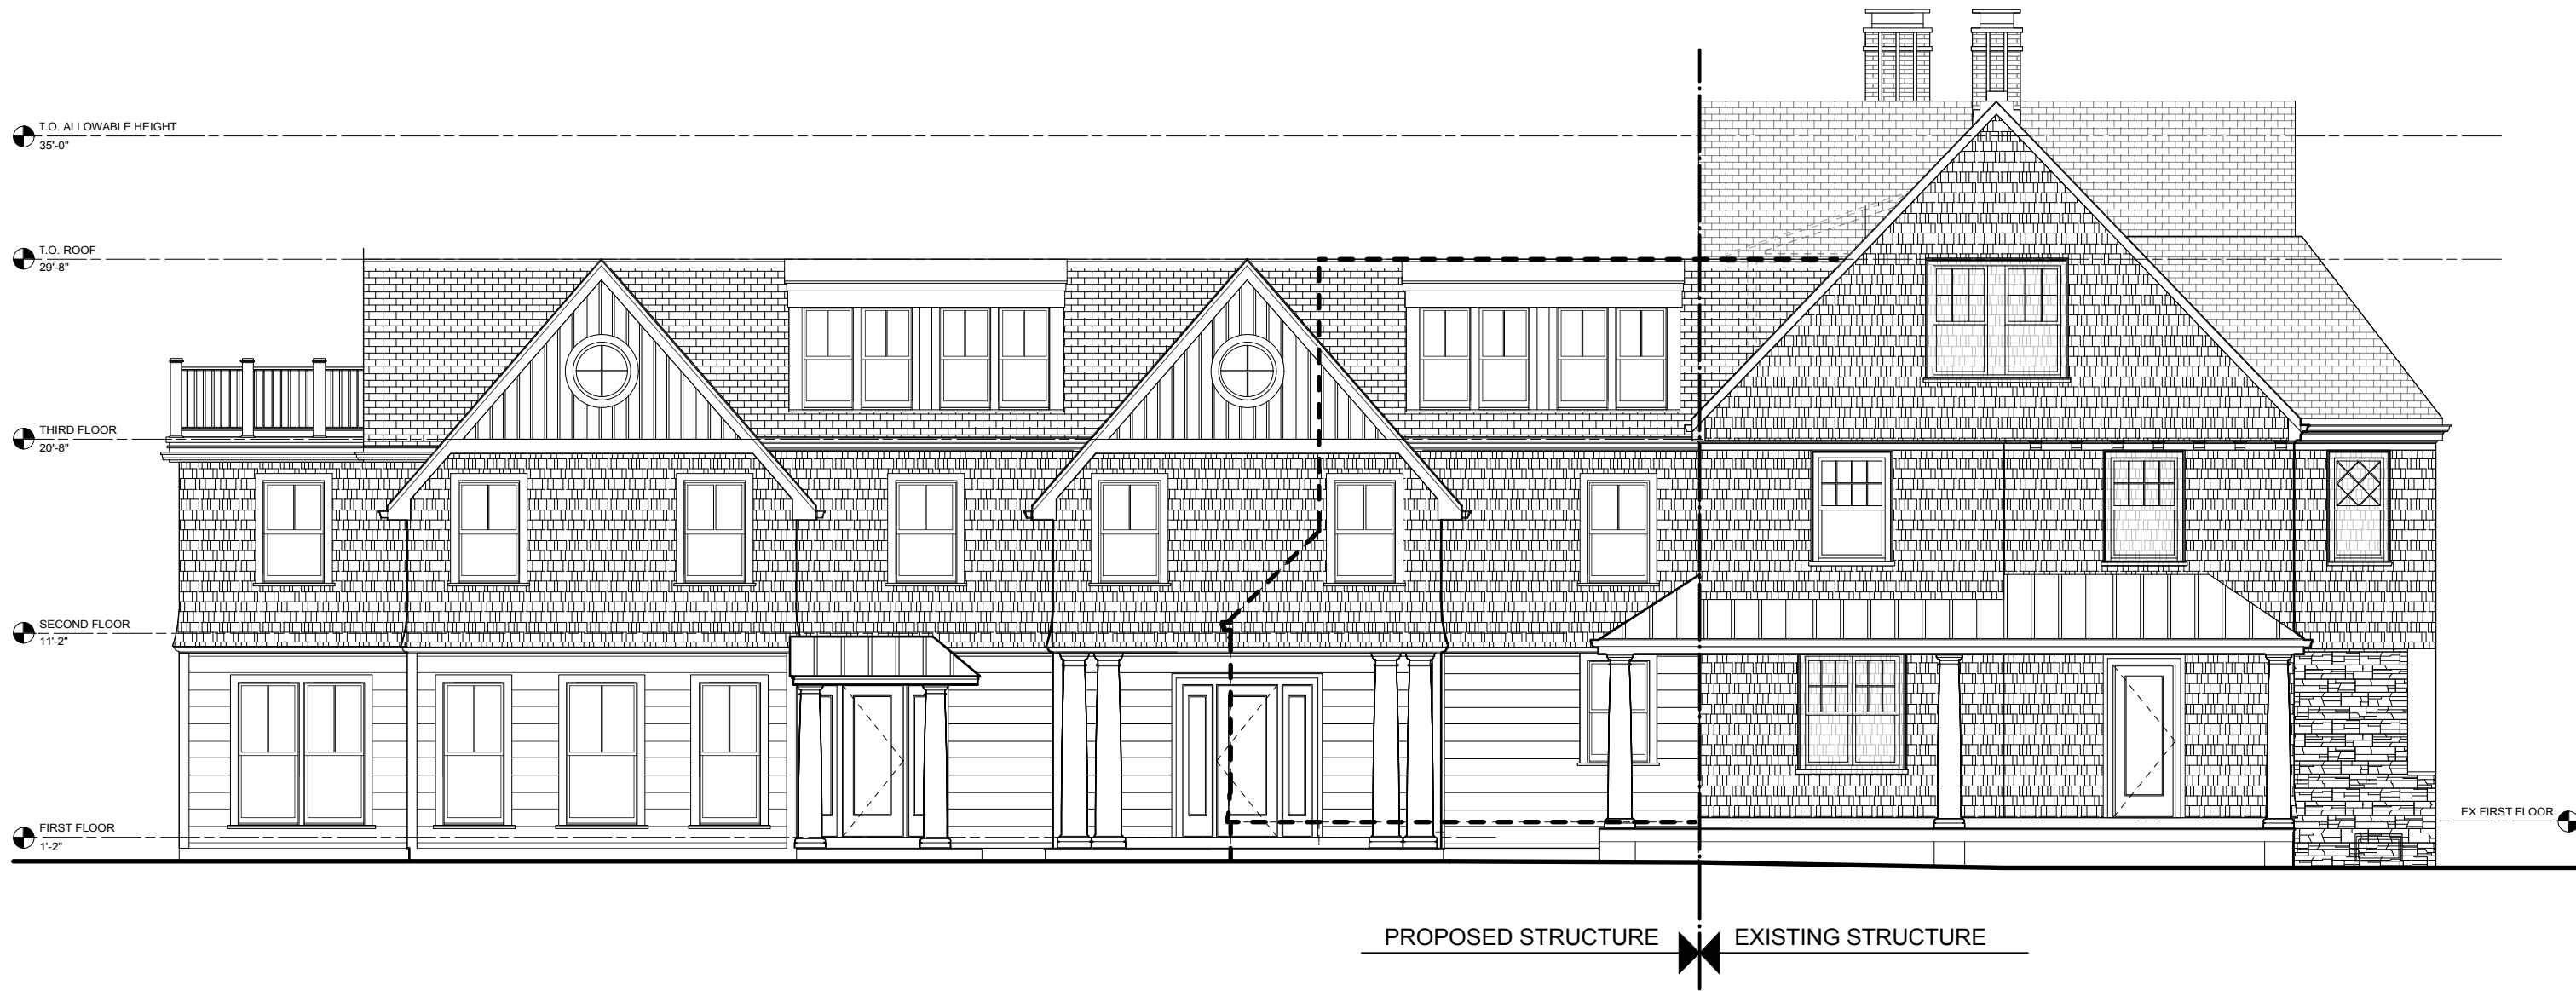 T.O. ALLOWABLE HEIGHT
35'-0"
T.O. ROOF
29'-8"
THIRD FLOOR
20'-8"
SECOND FLOOR
11'-2"
FIRST FLOOR
1'-2"
EX FIRST FLOOR
PROPOSED STRUCTURE
EXISTING STRUCTURE